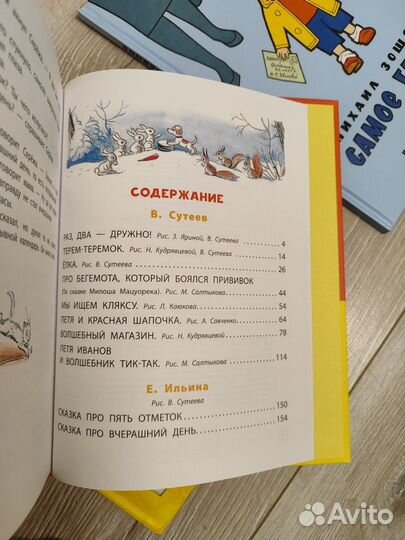 СОДЕРЖАНИЕ
В. Сутеев
РАЗ, ДВА — ДРУЖНО! Рис. З. Яриной, В. Сутеева 4
ТЕРЕМ-ТЕРЕМОК. Рис. Н. Кудрявцевой, В. Сутеева 14
ЁЛКА. Рис. В. Сутеева 26
ПРО БЕГЕМОТА, КОТОРЫЙ БОЯЛСЯ ПРИВИВОК
(По сказке Милоша Мацоурека). Рис. М. Салтыкова 44
МЫ ИЩЕМ КЛЯКСУ. Рис. Л. Каюкова 54
ПЕТЯ И КРАСНАЯ ШАПОЧКА. Рис. А. Савченко 64
ВОЛШЕБНЫЙ МАГАЗИН. Рис. Н. Кудрявцевой 78
ПЕТЯ ИВАНОВ
И ВОЛШЕБНИК ТИК-ТАК. Рис. М. Салтыкова 114
Е. Ильина
Рис. В. Сутеева
СКАЗКА ПРО ПЯТЬ ОТМЕТОК 150
СКАЗКА ПРО ВЧЕРАШНИЙ ДЕНЬ 154
МИХАИЛ
САМОЕ
Avito